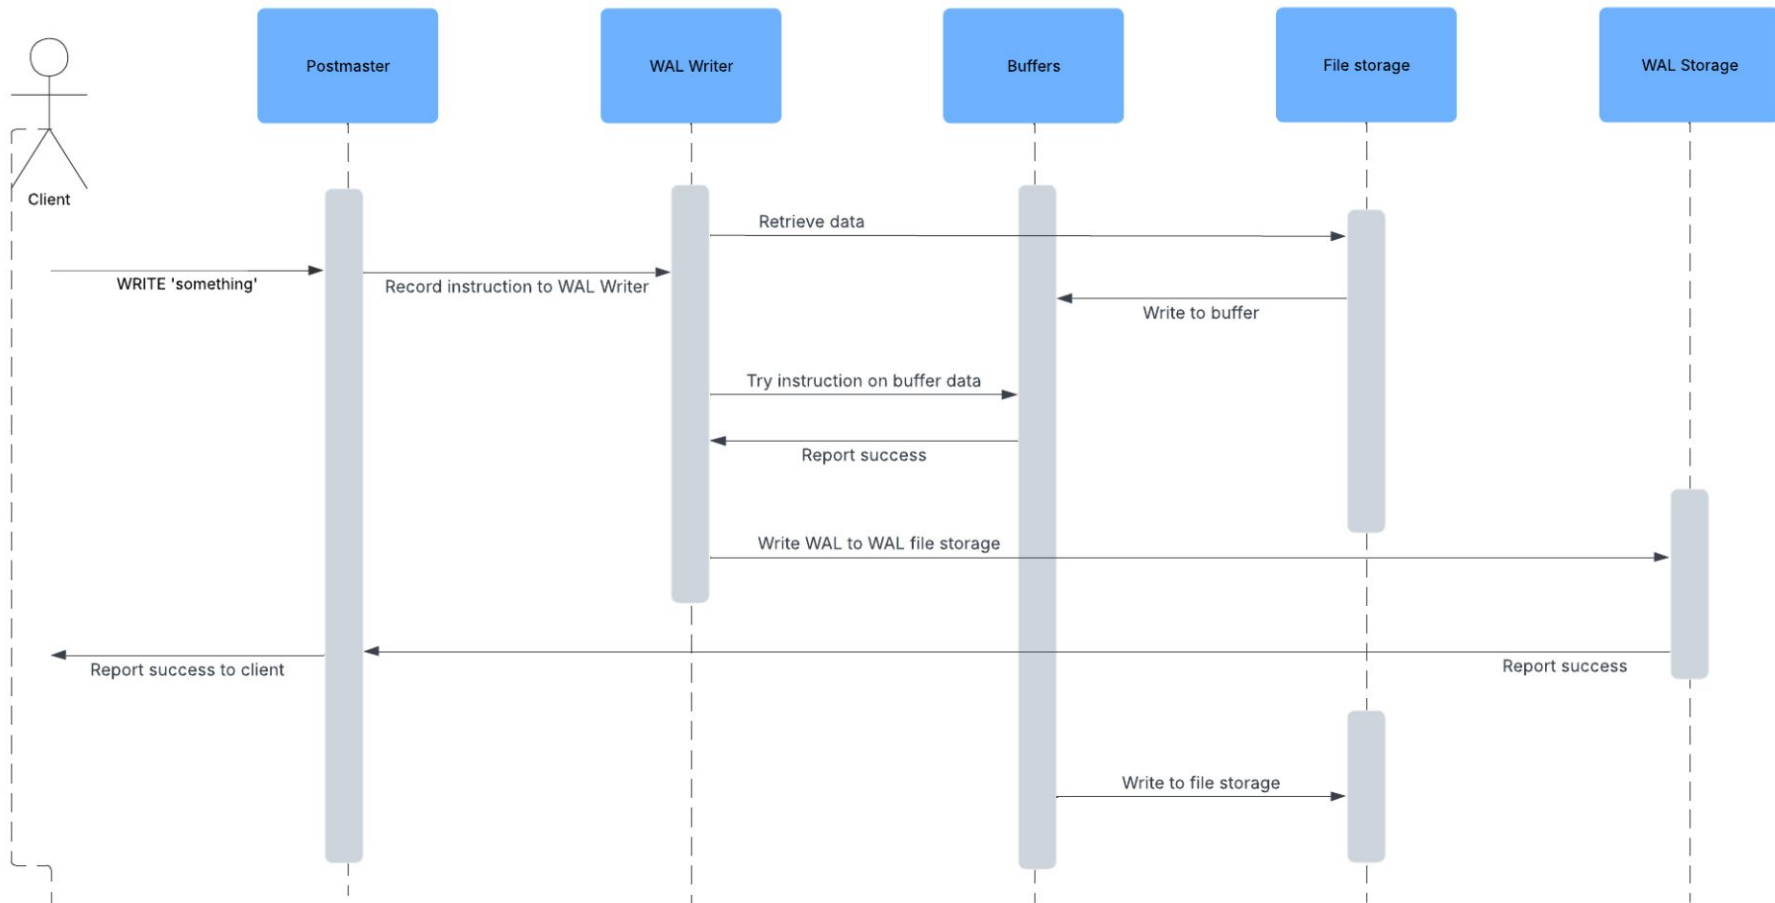 Postmaster
WAL Writer
Buffers
File storage
WAL Storage
Client
Retrieve data
WRITE 'something'
Record instruction to WAL Writer
Write to buffer
Try instruction on buffer data
Report success
Write WAL to WAL file storage
Report success to client
Report success
Write to file storage